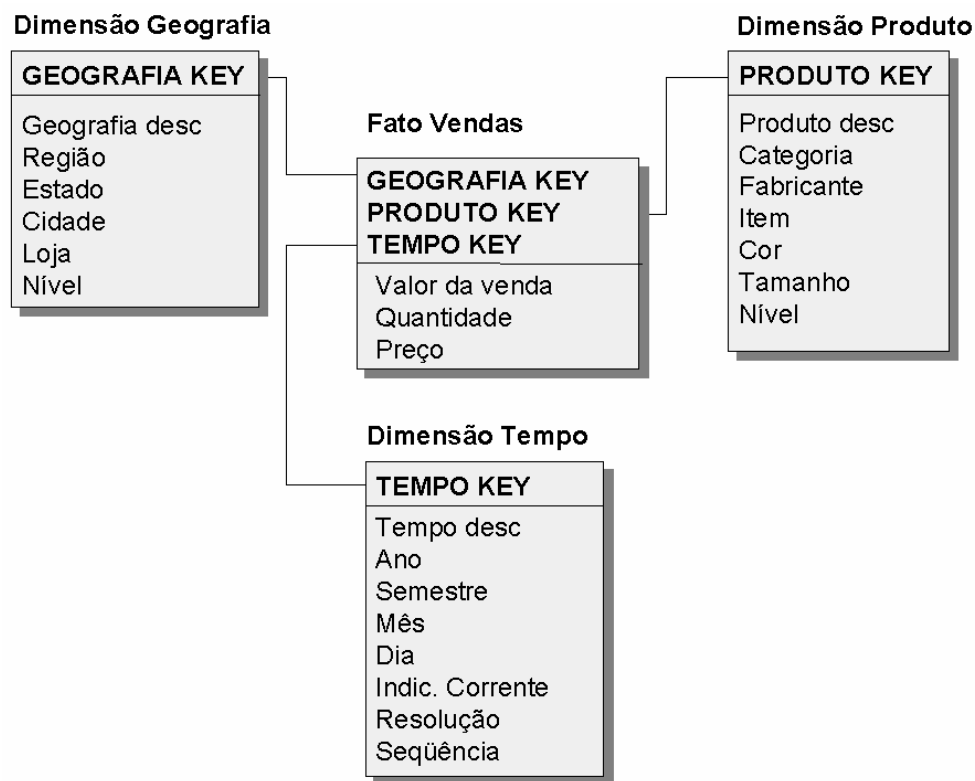 Dimensão Geografia
GEOGRAFIA KEY
Geografia desc
Região
Estado
Cidade
Loja
Nível
Fato Vendas
GEOGRAFIA KEY
PRODUTO KEY
TEMPO KEY
Valor da venda
Quantidade
Preço
Dimensão Produto
PRODUTO KEY
Produto desc
Categoria
Fabricante
Item
Cor
Tamanho
Nível
Dimensão Tempo
TEMPO KEY
Tempo desc
Ano
Semestre
Mês
Dia
Indic. Corrente
Resolução
Seqüência